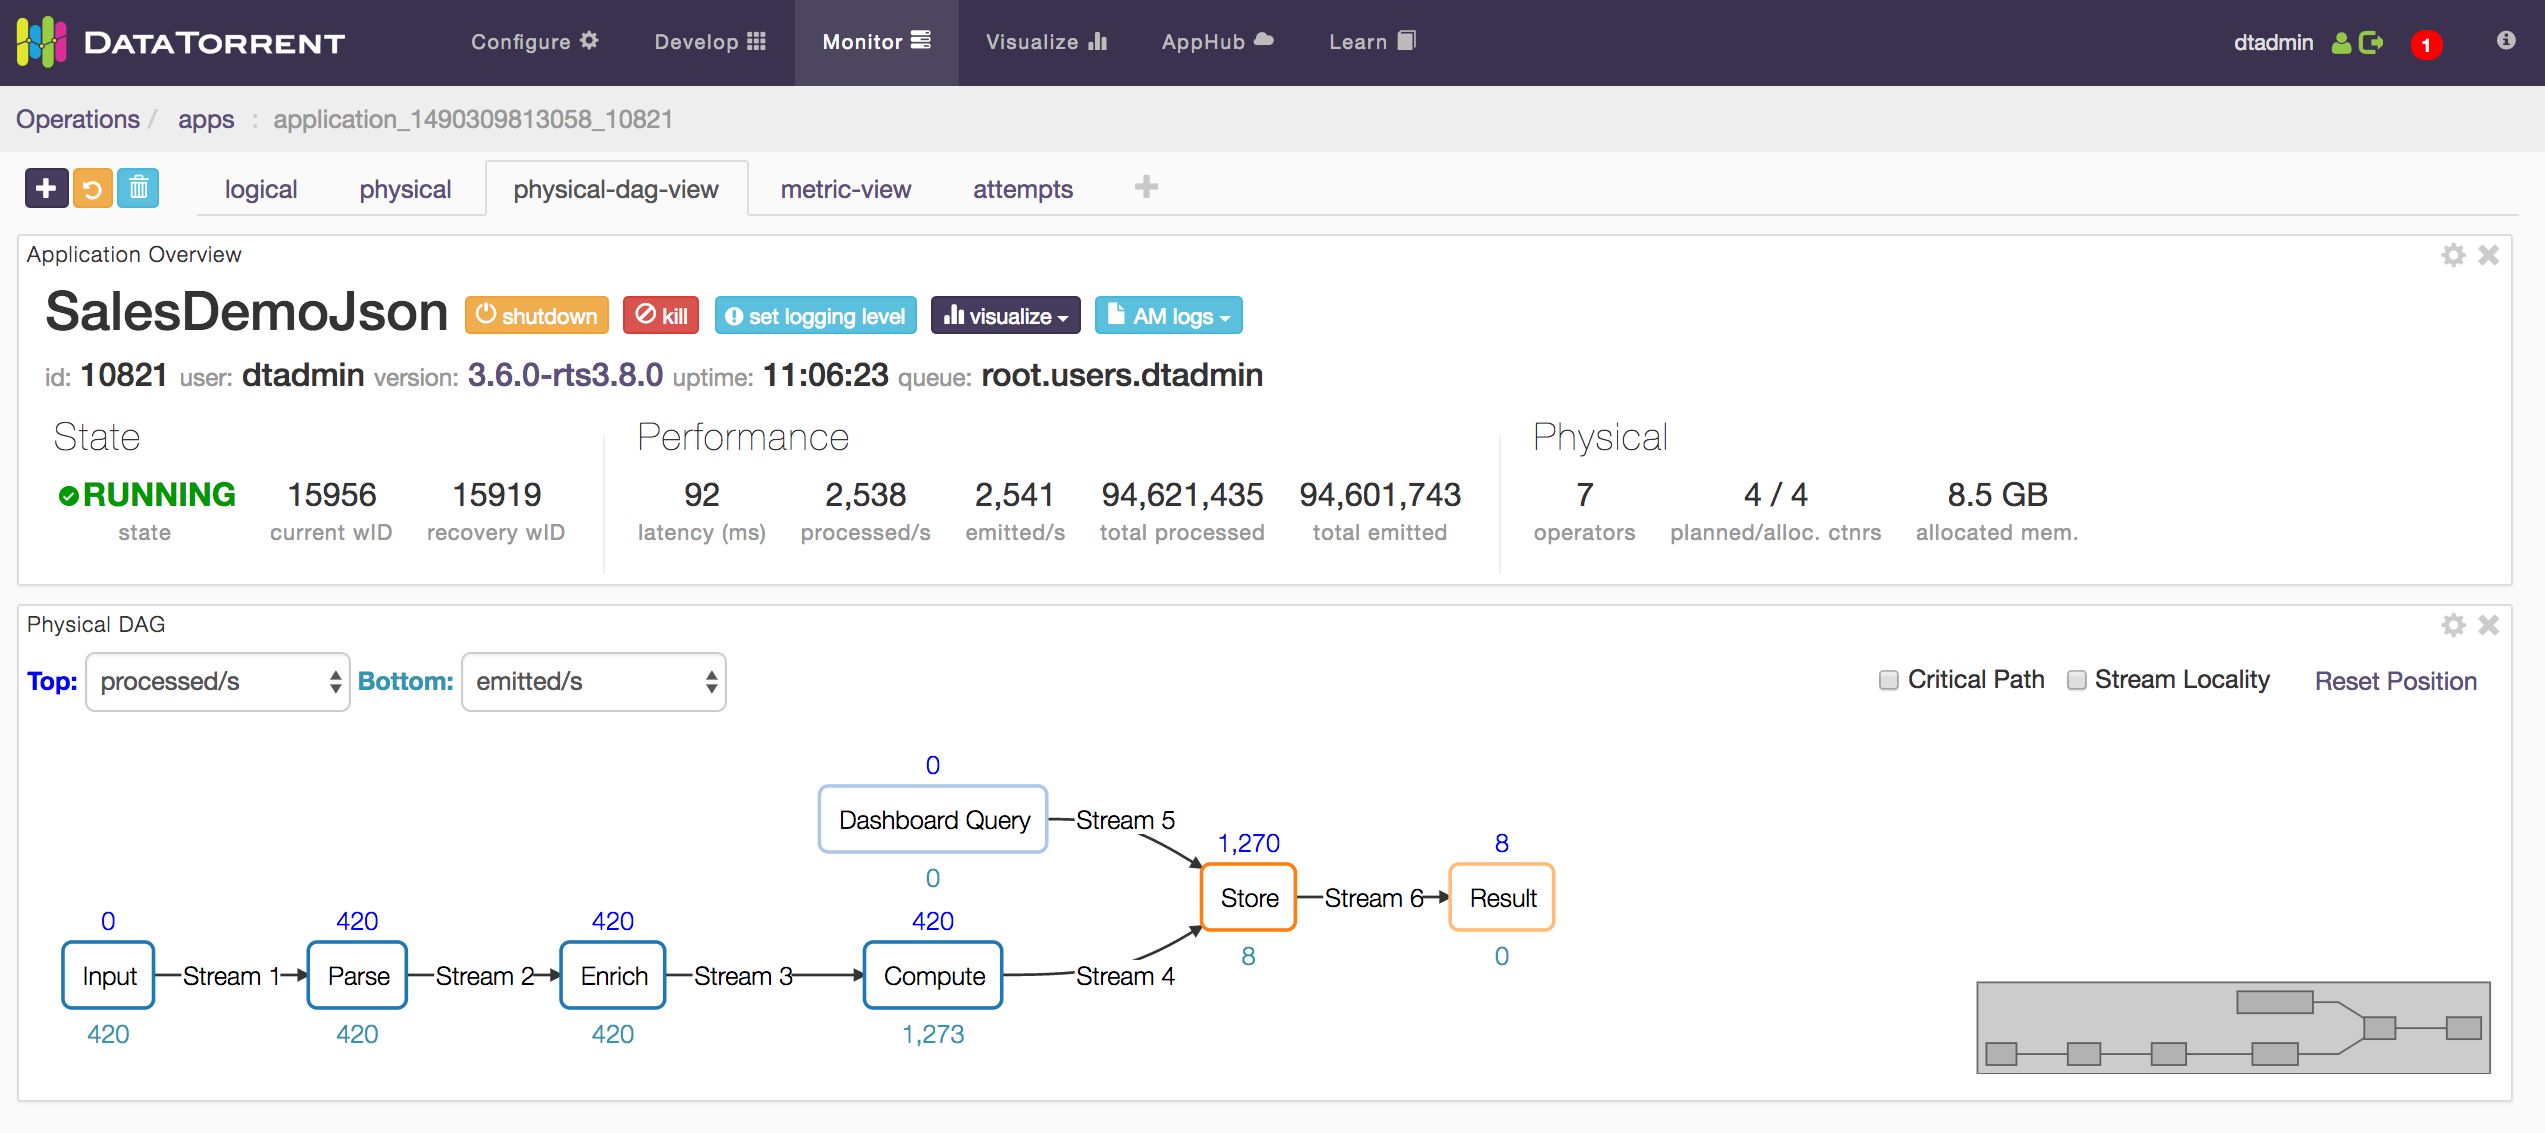 DATATORRENT Configure Develop Monitor Visualize AppHub Learn dtadmin 1
Operations / apps : application_1490309813058_10821
logical physical physical-dag-view metric-view attempts
Application Overview
SalesDemoJson shutdown kill set logging level visualize AM logs
id: 10821 user: dtadmin version: 3.6.0-rts3.8.0 uptime: 11:06:23 queue: root.users.dtadmin
State Performance Physical
RUNNING 15956 15919 92 2,538 2,541 94,621,435 94,601,743 7 4 / 4 8.5 GB
state current wID recovery wID latency (ms) processed/s emitted/s total processed total emitted operators planned/alloc. ctnrs allocated mem.
Physical DAG
Top: processed/s Bottom: emitted/s Critical Path Stream Locality Reset Position
0
Dashboard Query Stream 5
1,270 8
0
Store Stream 6 Result
0 420 420 420
8 0
Input Stream 1 Parse Stream 2 Enrich Stream 3 Compute Stream 4
420 420 420 1,273